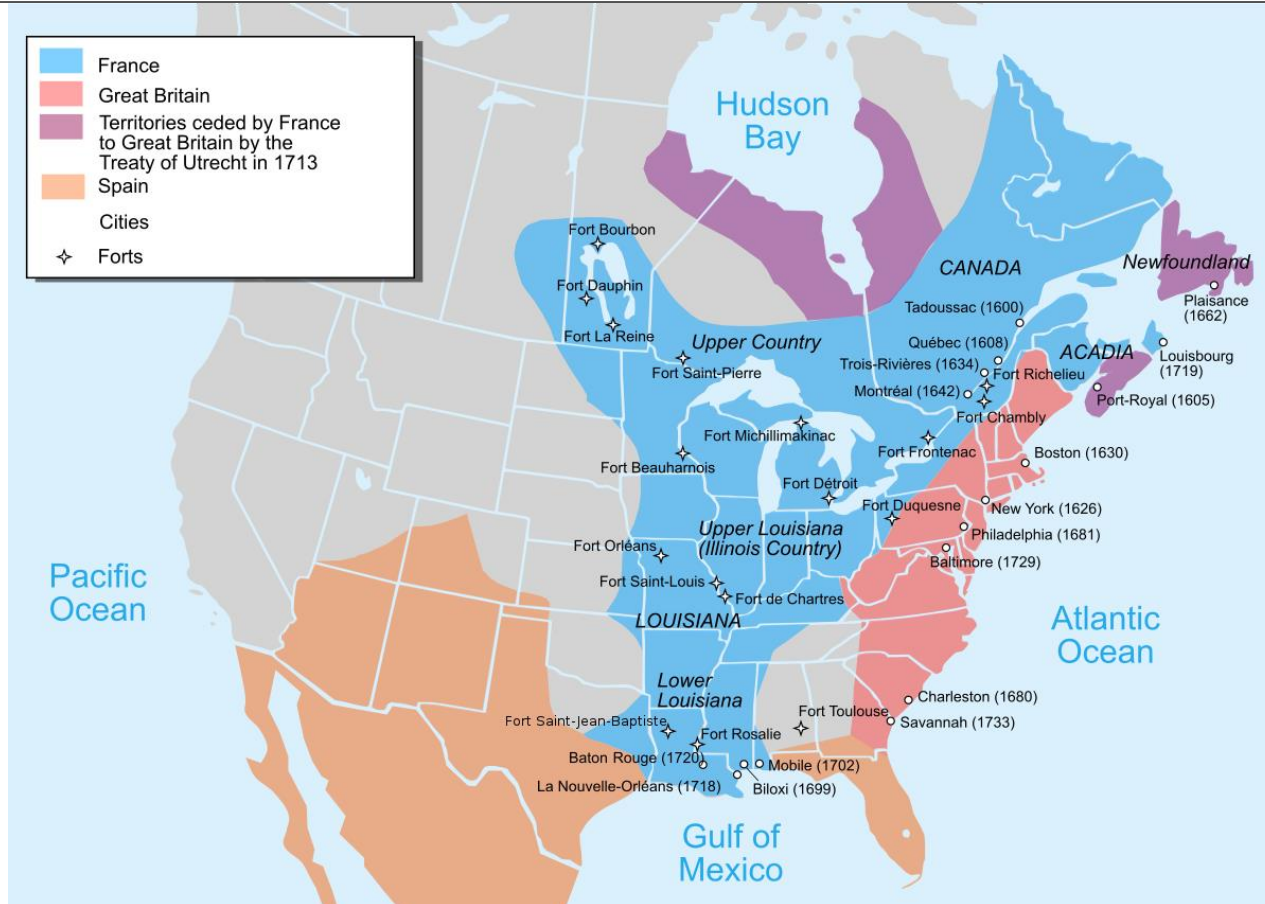 France
Great Britain
Territories ceded by France
to Great Britain by the
Treaty of Utrecht in 1713
Spain
Cities
Forts
Hudson
Bay
Fort Bourbon
Fort Dauphin
Fort La Reine
Upper Country
Fort Saint-Pierre
CANADA
Newfoundland
Plaisance
(1662)
Tadoussac (1600)
Québec (1608)
Trois-Rivières (1634)
Fort Richelieu
ACADIA
Louisbourg
(1719)
Montréal (1642)
Port-Royal (1605)
Fort Chambly
Fort Michillimakinac
Fort Frontenac
Fort Beauharnois
Boston (1630)
Fort Détroit
Fort Duquesne
New York (1626)
Upper Louisiana
(Illinois Country)
Philadelphia (1681)
Fort Orléans
Baltimore (1729)
Pacific
Ocean
Fort Saint-Louis
Fort de Chartres
LOUISIANA
Atlantic
Ocean
Lower
Louisiana
Charleston (1680)
Fort Toulouse
Savannah (1733)
Fort Saint-Jean-Baptiste
Fort Rosalie
Baton Rouge (1720)
Mobile (1702)
La Nouvelle-Orléans (1718)
Biloxi (1699)
Gulf of
Mexico